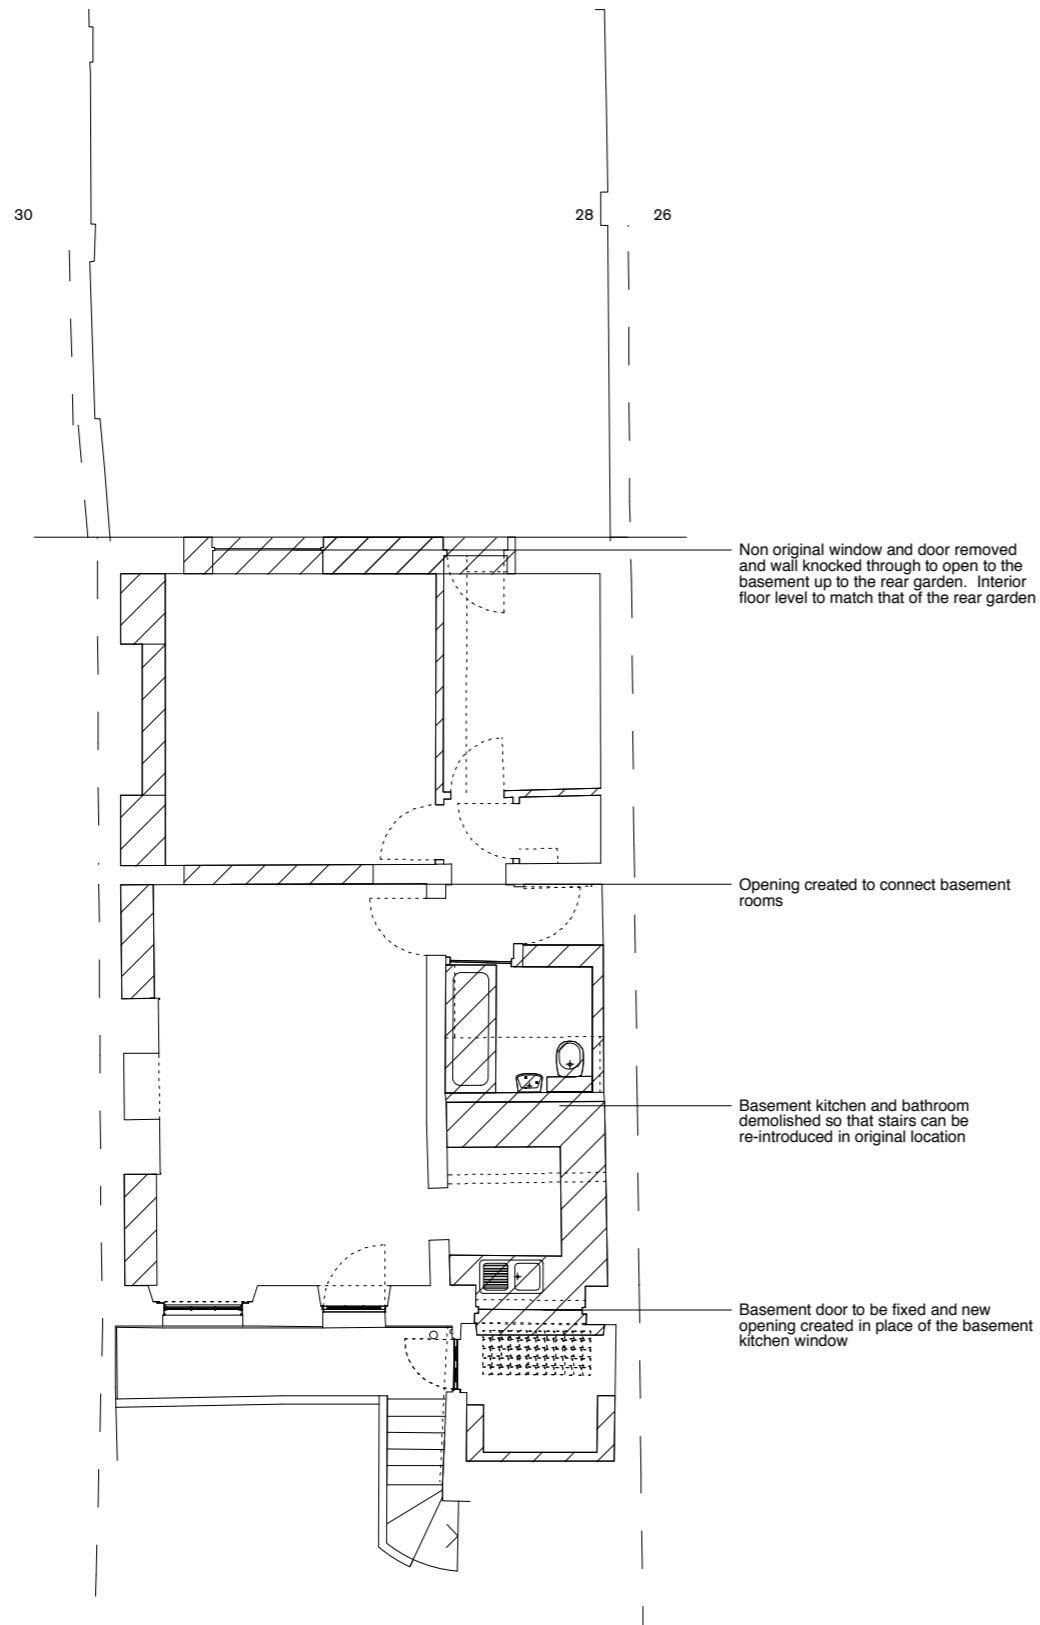 30
28
26
Non original window and door removed
and wall knocked through to open to the
basement up to the rear garden.  Interior
floor level to match that of the rear garden
Opening created to connect basement
rooms
Basement kitchen and bathroom
demolished so that stairs can be
re-introduced in original location
Basement door to be fixed and new
opening created in place of the basement
kitchen window